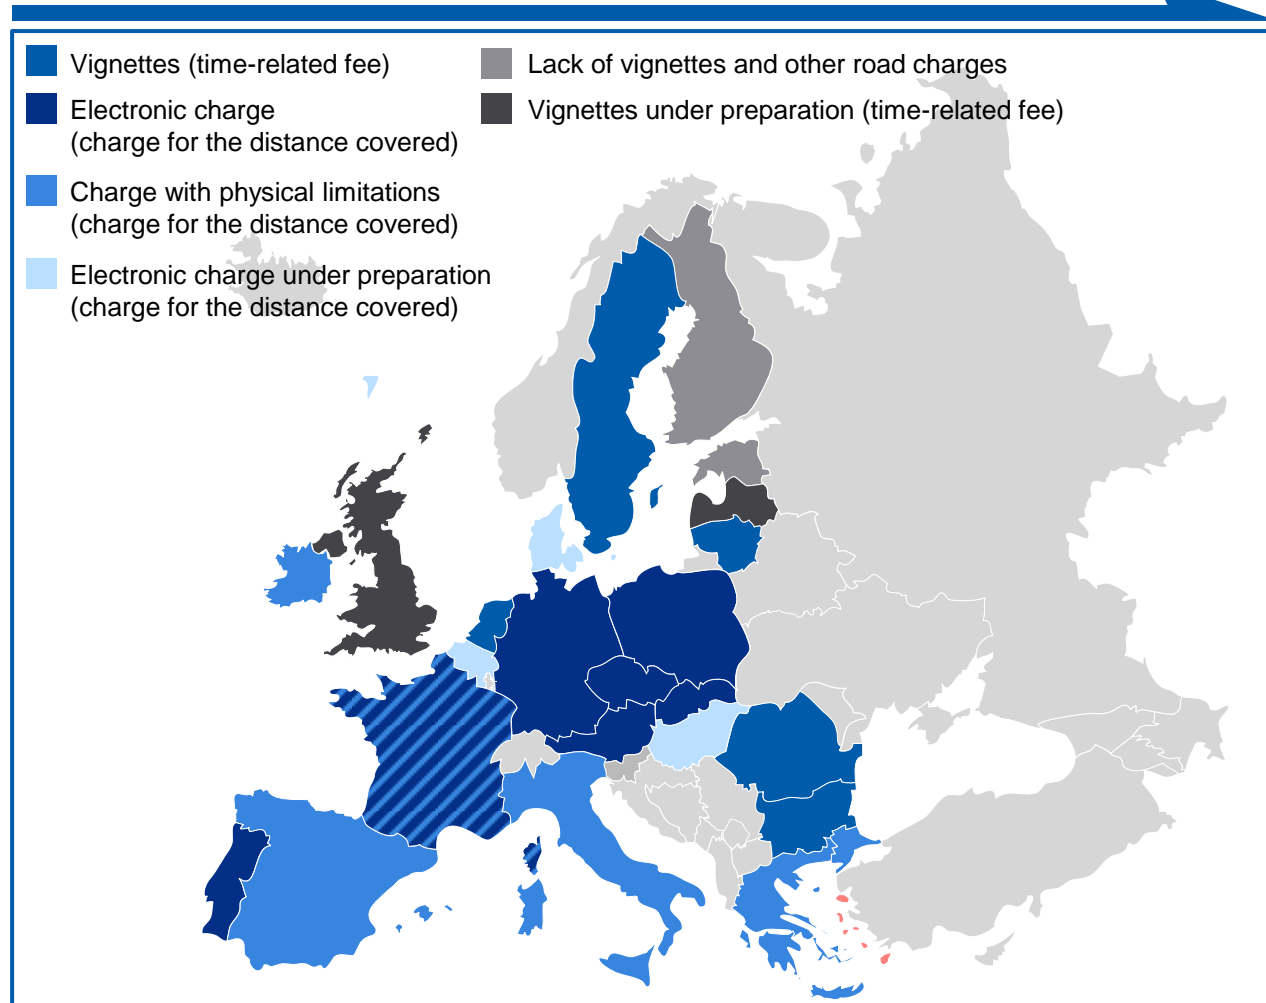 Vignettes (time-related fee)
Electronic charge
(charge for the distance covered)
Charge with physical limitations
(charge for the distance covered)
Electronic charge under preparation
(charge for the distance covered)
Lack of vignettes and other road charges
Vignettes under preparation (time-related fee)